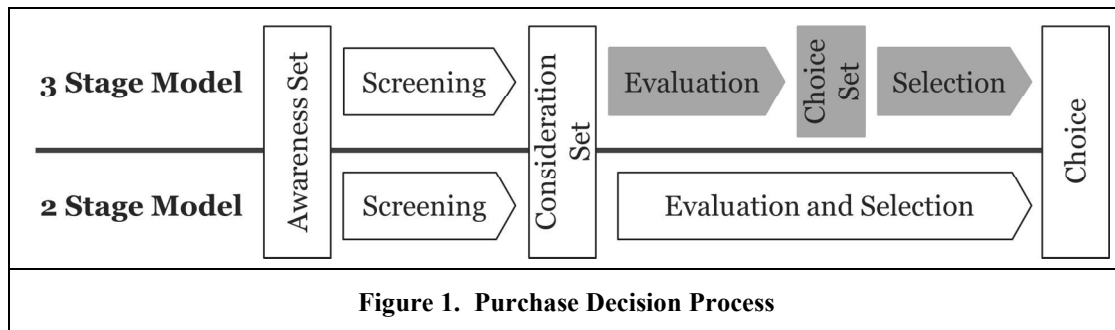 3 Stage Model
Awareness Set
Screening
Consideration
Set
Evaluation
Choice
Set
Selection
Choice
2 Stage Model
Screening
Evaluation and Selection
Figure 1. Purchase Decision Process